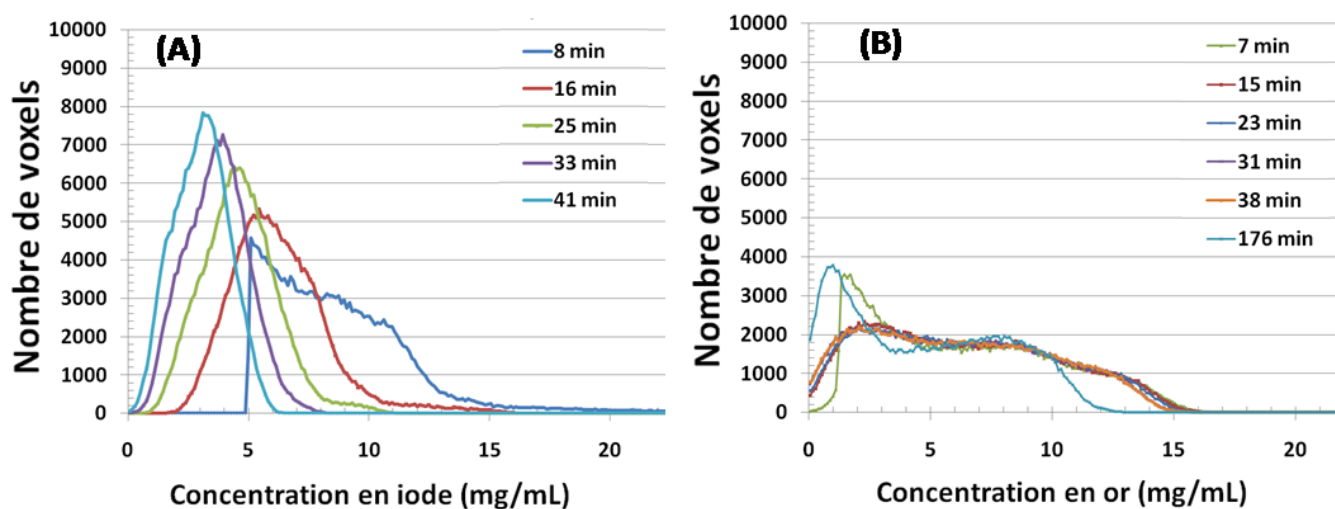 (A)
Nombre de voxels
10000
9000
8000
7000
6000
5000
4000
3000
2000
1000
0
0 5 10 15 20
Concentration en iode (mg/mL)
8 min
16 min
25 min
33 min
41 min
(B)
Nombre de voxels
10000
9000
8000
7000
6000
5000
4000
3000
2000
1000
0
0 5 10 15 20
Concentration en or (mg/mL)
7 min
15 min
23 min
31 min
38 min
176 min